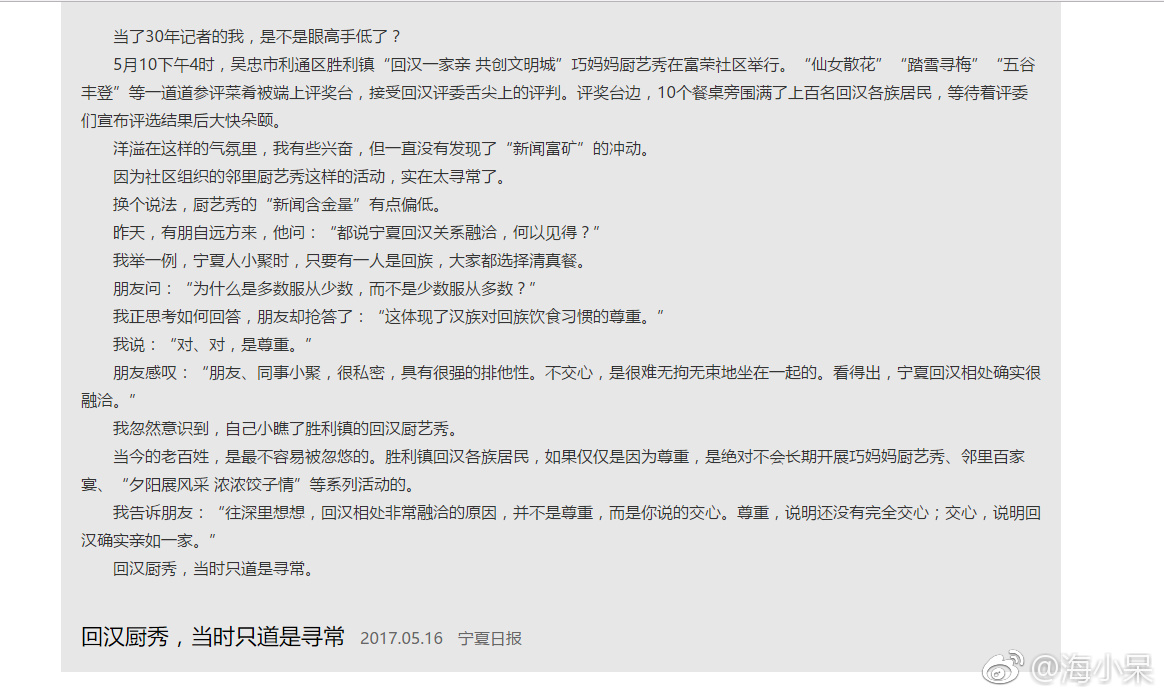 当了30年记者的我，是不是眼高手低了？
5月10下午4时，吴忠市利通区胜利镇“回汉一家亲 共创文明城”巧妈妈厨艺秀在富荣社区举行。“仙女散花”“踏雪寻梅”“五谷
丰登”等一道道参评菜肴被端上评奖台，接受回汉评委舌尖上的评判。评奖台边，10个餐桌旁围满了上百名回汉各族居民，等待着评委
们宣布评选结果后大快朵颐。
洋溢在这样的气氛里，我有些兴奋，但一直没有发现了“新闻富矿”的冲动。
因为社区组织的邻里厨艺秀这样的活动，实在太寻常了。
换个说法，厨艺秀的“新闻含金量”有点偏低。
昨天，有朋自远方来，他问：“都说宁夏回汉关系融洽，何以见得？”
我举一例，宁夏人小聚时，只要有一人是回族，大家都选择清真餐。
朋友问：“为什么是多数服从少数，而不是少数服从多数？”
我正思考如何回答，朋友却抢答了：“这体现了汉族对回族饮食习惯的尊重。”
我说：“对、对，是尊重。”
朋友感叹：“朋友、同事小聚，很私密，具有很强的排他性。不交心，是很难无拘无束地坐在一起的。看得出，宁夏回汉相处确实很
融洽。”
我忽然意识到，自己小瞧了胜利镇的回汉厨艺秀。
当今的老百姓，是最不容易被忽悠的。胜利镇回汉各族居民，如果仅仅是因为尊重，是绝对不会长期开展巧妈妈厨艺秀、邻里百家
宴、“夕阳展风采 浓浓饺子情”等系列活动的。
我告诉朋友：“往深里想想，回汉相处非常融洽的原因，并不是尊重，而是你说的交心。尊重，说明还没有完全交心；交心，说明回
汉确实亲如一家。”
回汉厨秀，当时只道是寻常。
回汉厨秀，当时只道是寻常 2017.05.16 宁夏日报
@海小呆